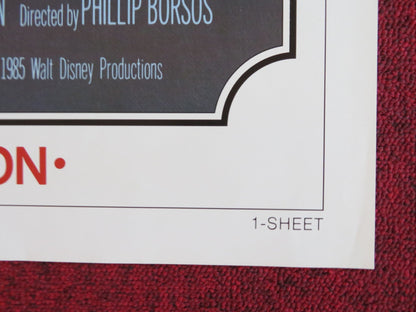 N Directed by PHILLIP BORSOS
1985 Walt Disney Productions
ON•
1-SHEET